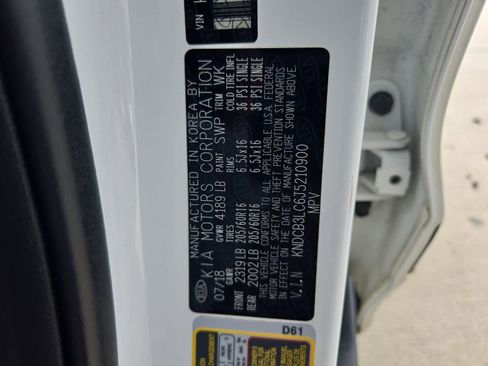 VIN
MANUFACTURED IN KOREA BY
KIA MOTORS CORPORATION
07/18 GVWR 4189 LB PAINT SWP TRIM WK
GAWR TIRES RIMS COLD TIRE INFL
FRONT 2319 LB 205/60R16 6.5Jx16 36 PSI SINGLE
REAR 2002 LB 205/60R16 6.5Jx16 36 PSI SINGLE
THIS VEHICLE CONFORMS TO ALL APPLICABLE U.S.A. FEDERAL
MOTOR VEHICLE SAFETY AND THEFT PREVENTION STANDARDS
IN EFFECT ON THE DATE OF MANUFACTURE SHOWN ABOVE.
V.I.N KNDCB3LC6J5210900
MPV
D61